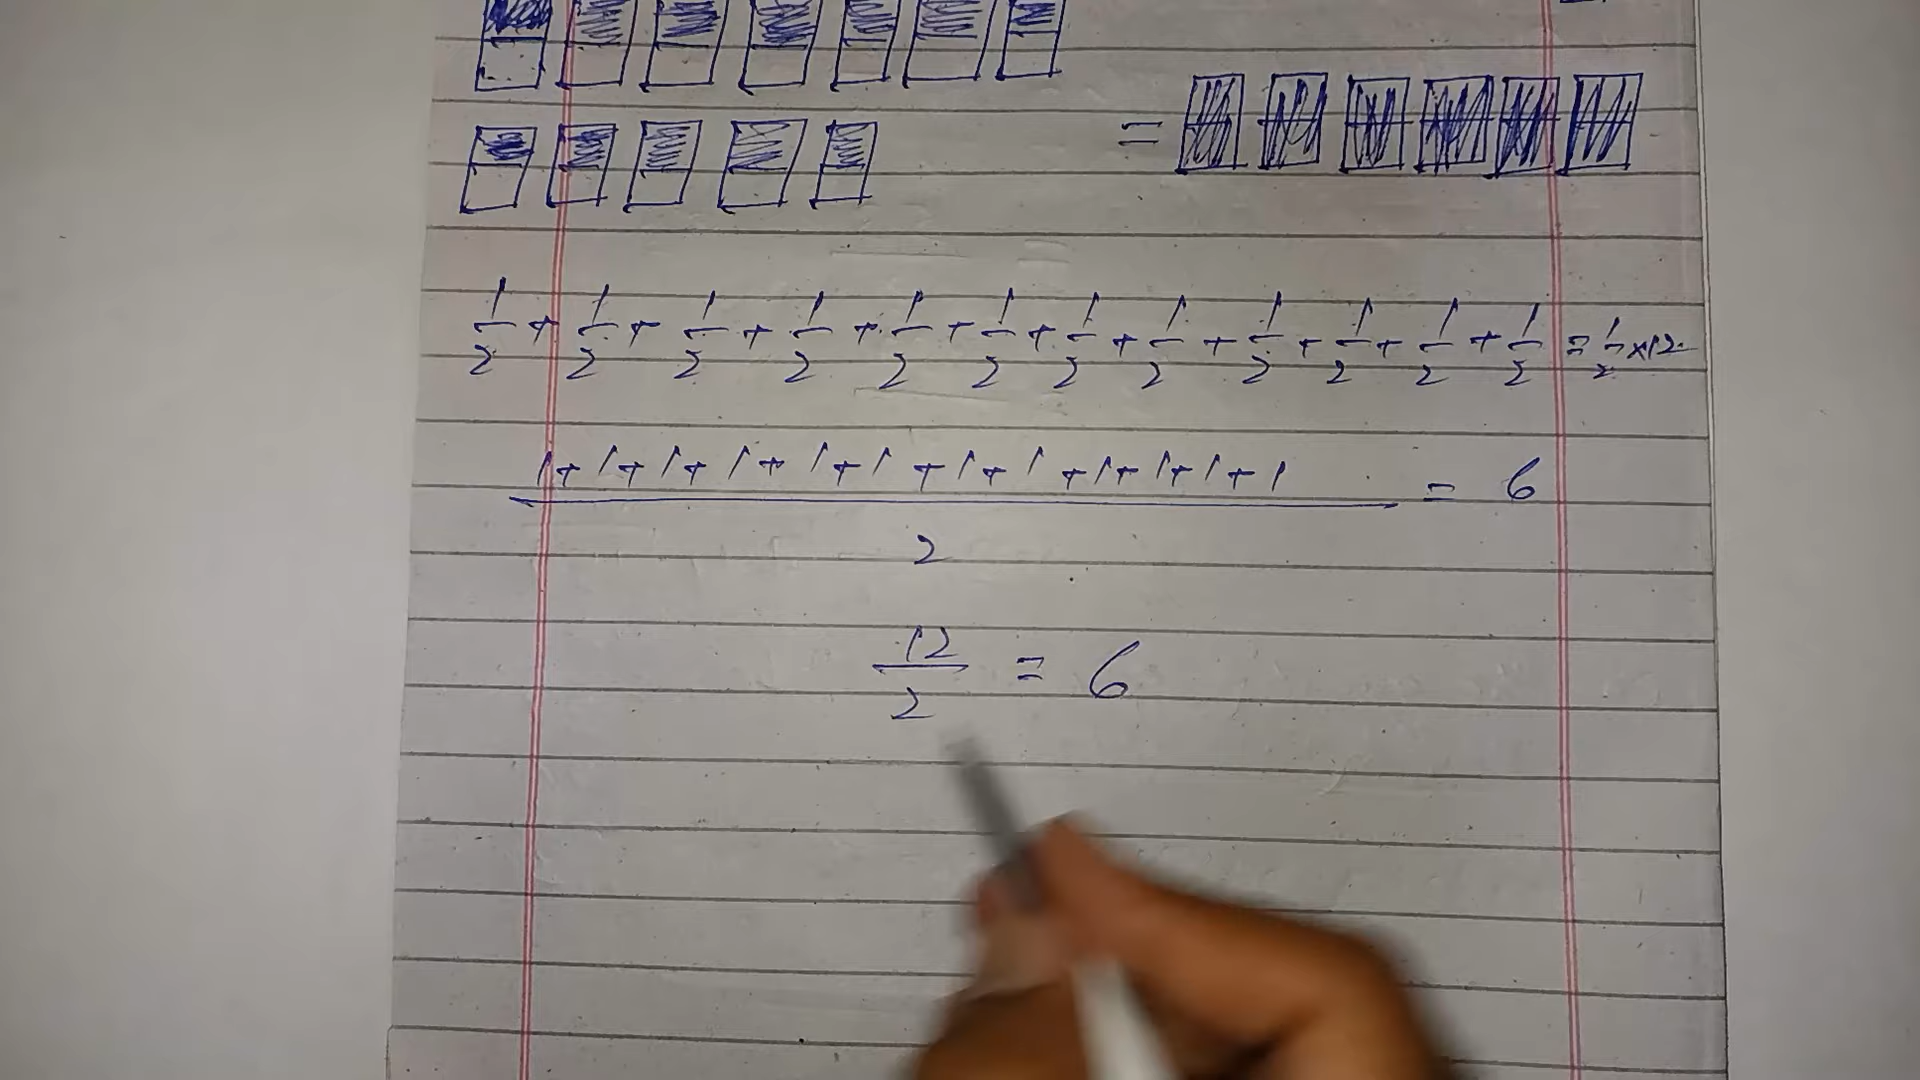 =
1/2 + 1/2 + 1/2 + 1/2 + 1/2 + 1/2 + 1/2 + 1/2 + 1/2 + 1/2 + 1/2 + 1/2 = 1/2 × 12
1+1+1+1+1+1+1+1+1+1+1+1 = 6
2
12/2 = 6